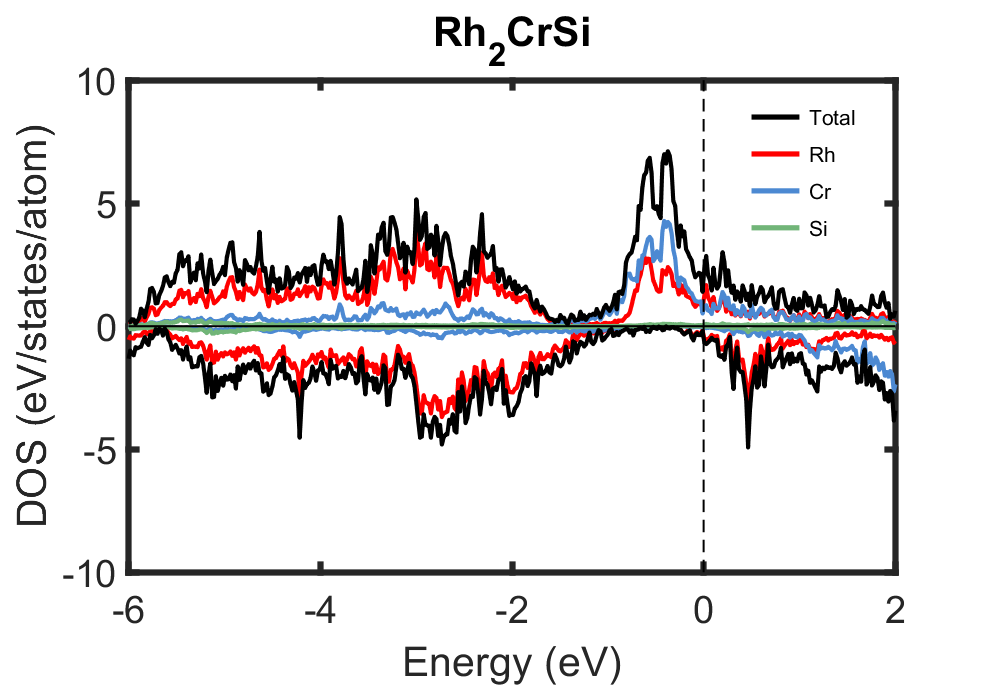 Rh₂CrSi
10
5
0
-5
-10
DOS (eV/states/atom)
Total
Rh
Cr
Si
-6
-4
-2
0
2
Energy (eV)